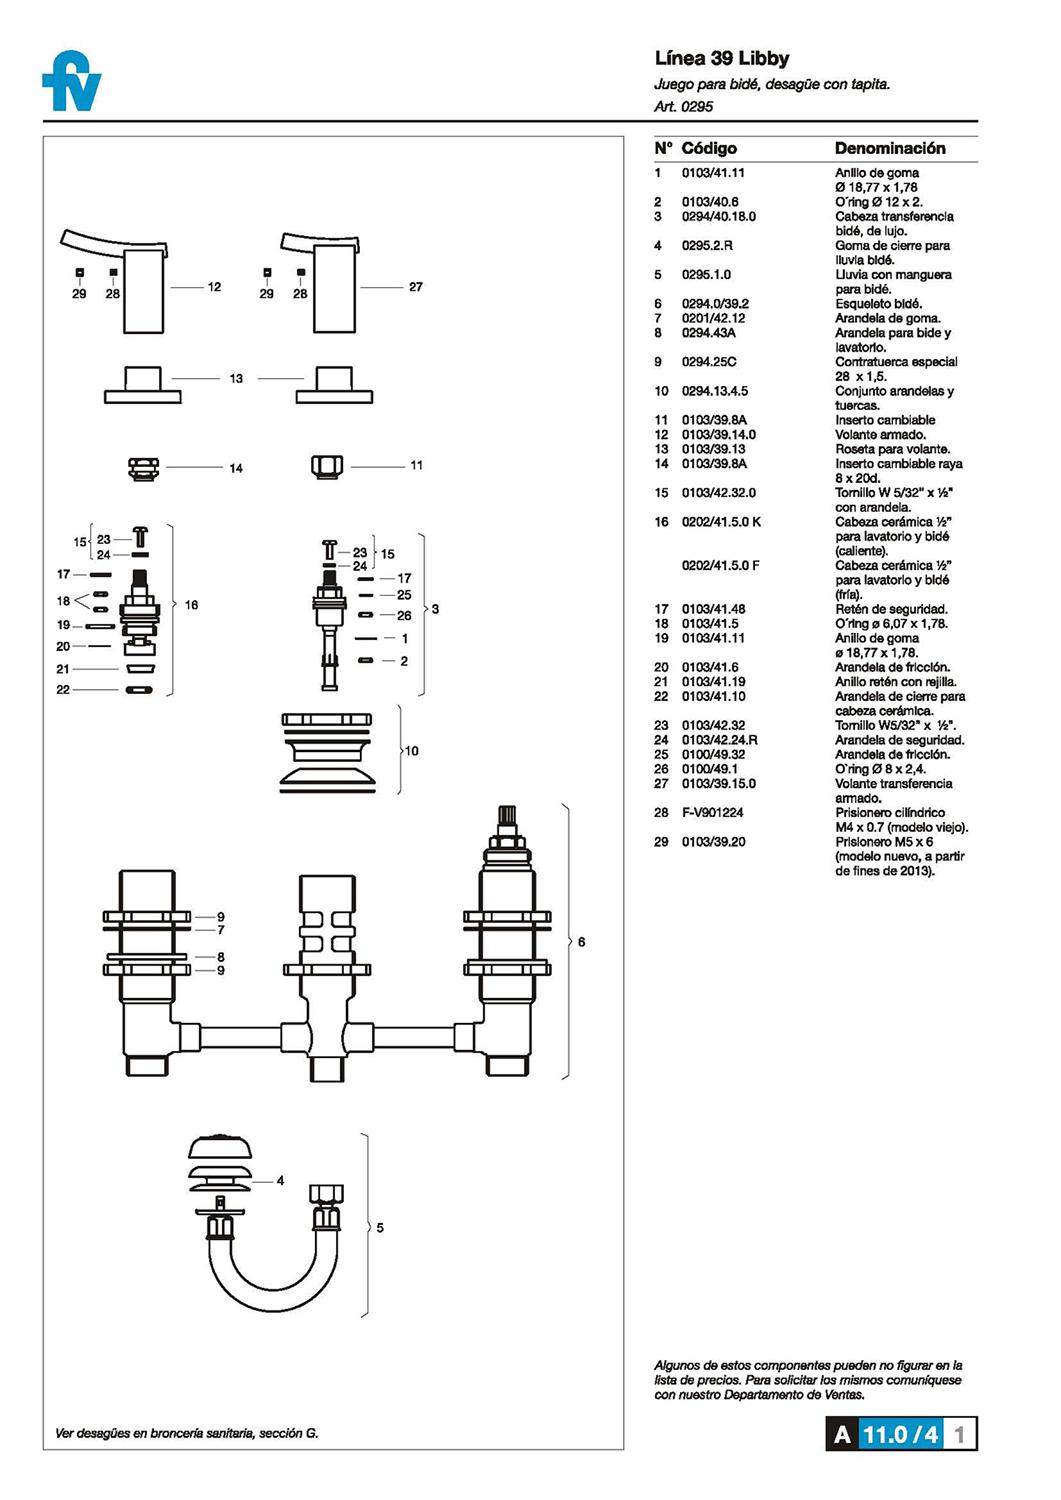 fv
Línea 39 Libby
Juego para bidé, desagüe con tapita.
Art. 0295
N° Código Denominación
1 0103/41.11 Anillo de goma
Ø 18,77 x 1,78
2 0103/40.6 O´ring Ø 12 x 2.
3 0294/40.18.0 Cabeza transferencia
bidé, de lujo.
4 0295.2.R Goma de cierre para
lluvia bidé.
5 0295.1.0 Lluvia con manguera
para bidé.
6 0294.0/39.2 Esqueleto bidé.
7 0201/42.12 Arandela de goma.
8 0294.43A Arandela para bide y
lavatorio.
9 0294.25C Contratuerca especial
28 x 1,5.
10 0294.13.4.5 Conjunto arandelas y
tuercas.
11 0103/39.8A Inserto cambiable
12 0103/39.14.0 Volante armado.
13 0103/39.13 Roseta para volante.
14 0103/39.8A Inserto cambiable raya
8 x 20d.
15 0103/42.32.0 Tornillo W 5/32" x ½"
con arandela.
16 0202/41.5.0 K Cabeza cerámica ½"
para lavatorio y bidé
(caliente).
0202/41.5.0 F Cabeza cerámica ½"
para lavatorio y bidé
(fría).
17 0103/41.48 Retén de seguridad.
18 0103/41.5 O´ring ø 6,07 x 1,78.
19 0103/41.11 Anillo de goma
ø 18,77 x 1,78.
20 0103/41.6 Arandela de fricción.
21 0103/41.19 Anillo retén con rejilla.
22 0103/41.10 Arandela de cierre para
cabeza cerámica.
23 0103/42.32 Tornillo W5/32" x ½".
24 0103/42.24.R Arandela de seguridad.
25 0100/49.32 Arandela de fricción.
26 0100/49.1 O`ring Ø 8 x 2,4.
27 0103/39.15.0 Volante transferencia
armado.
28 F-V901224 Prisionero cilíndrico
M4 x 0.7 (modelo viejo).
29 0103/39.20 Prisionero M5 x 6
(modelo nuevo, a partir
de fines de 2013).
29 28 12 29 28 27
13
14 11
15 23
24
17
18
19
20
21
22
16
23
24
15
17
25
26
1
2
3
10
9
7
8
9
6
4
5
Ver desagües en broncería sanitaria, sección G.
Algunos de estos componentes pueden no figurar en la
lista de precios. Para solicitar los mismos comuníquese
con nuestro Departamento de Ventas.
A 11.0 / 4 1